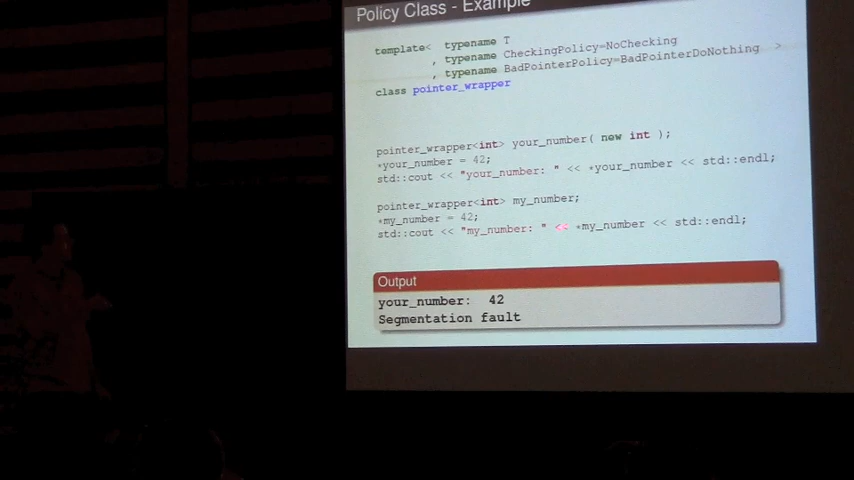 Policy Class - Example
template< typename T
, typename CheckingPolicy=NoChecking
, typename BadPointerPolicy=BadPointerDoNothing >
class pointer_wrapper
pointer_wrapper<int> your_number( new int );
*your_number = 42;
std::cout << "your_number: " << *your_number << std::endl;
pointer_wrapper<int> my_number;
*my_number = 42;
std::cout << "my_number: " << *my_number << std::endl;
Output
your_number: 42
Segmentation fault